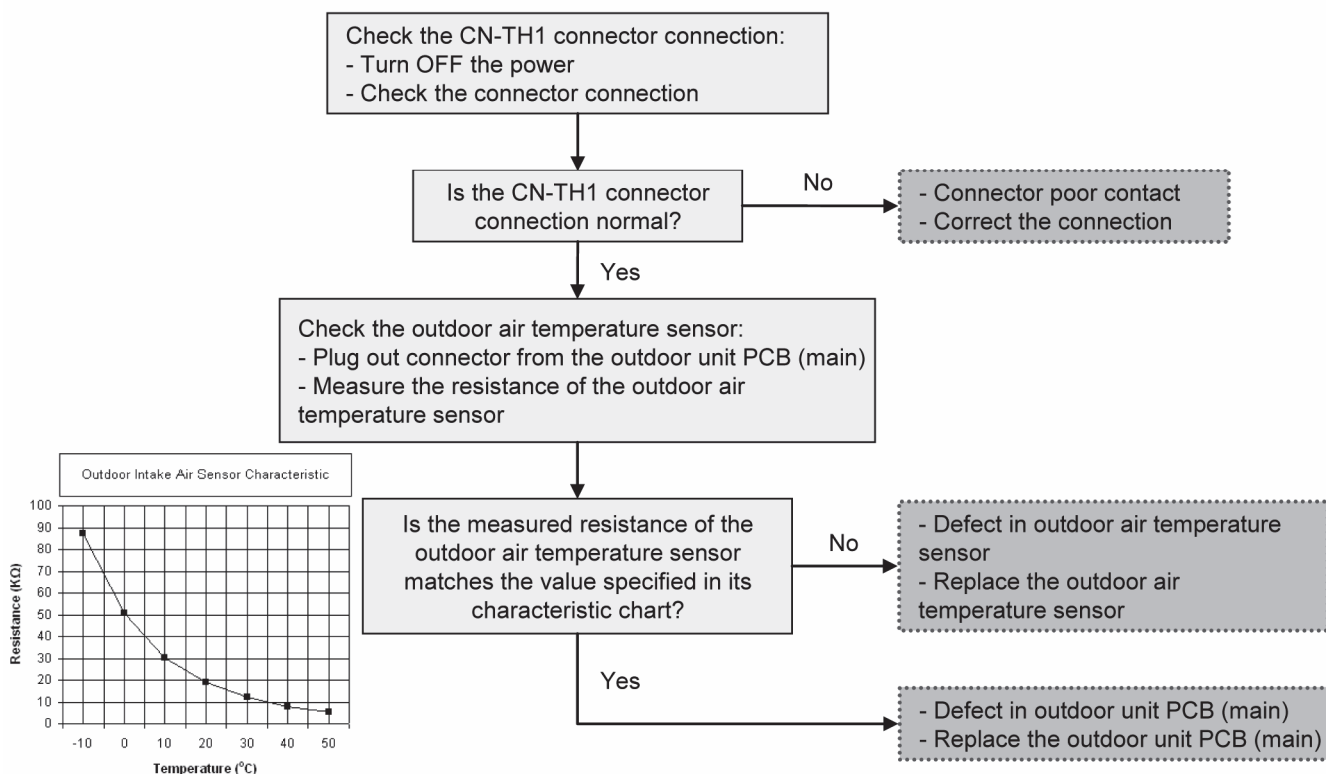 Check the CN-TH1 connector connection:
- Turn OFF the power
- Check the connector connection
Is the CN-TH1 connector
connection normal?
No
- Connector poor contact
- Correct the connection
Yes
Check the outdoor air temperature sensor:
- Plug out connector from the outdoor unit PCB (main)
- Measure the resistance of the outdoor air
temperature sensor
Is the measured resistance of the
outdoor air temperature sensor
matches the value specified in its
characteristic chart?
No
- Defect in outdoor air temperature
sensor
- Replace the outdoor air
temperature sensor
Yes
- Defect in outdoor unit PCB (main)
- Replace the outdoor unit PCB (main)
Outdoor Intake Air Sensor Characteristic
Resistance (KΩ)
100
90
80
70
60
50
40
30
20
10
0
-10 0 10 20 30 40 50
Temperature (°C)